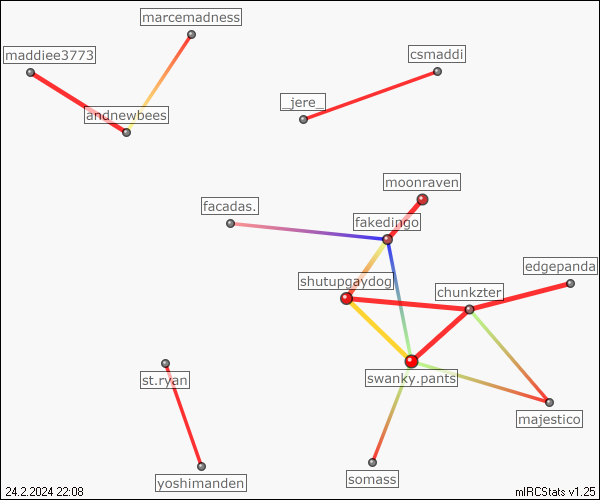 marcemadness
maddiee3773
csmaddi
_jere_
andnewbees
moonraven
facadas.
fakedingo
edgepanda
shutupgaydog
chunkzter
st.ryan
swanky.pants
majestico
somass
yoshimanden
24.2.2024 22:08
mIRCStats v1.25